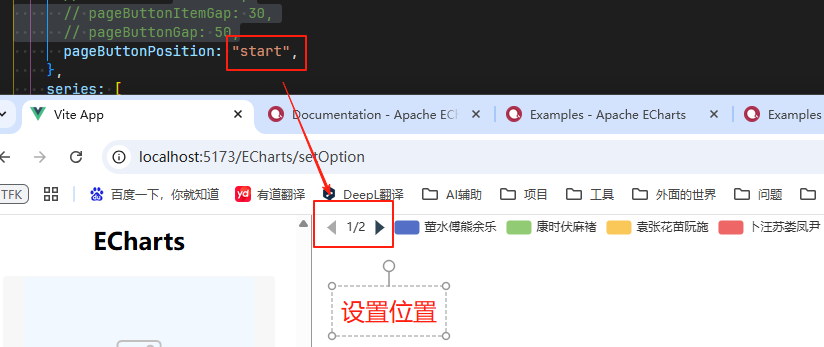 // pageButtonItemGap: 30,
// pageButtonGap: 50,
pageButtonPosition: "start",
},
series: [
Vite App
Documentation - Apache EC
Examples - Apache ECharts
Examples
localhost:5173/ECharts/setOption
TFK
百度一下，你就知道
有道翻译
DeepL翻译
AI辅助
项目
工具
外面的世界
问题
ECharts
1/2
萤水傅熊余乐
康时伏麻褚
袁张花苗阮施
卜汪苏娄凤尹
设置位置